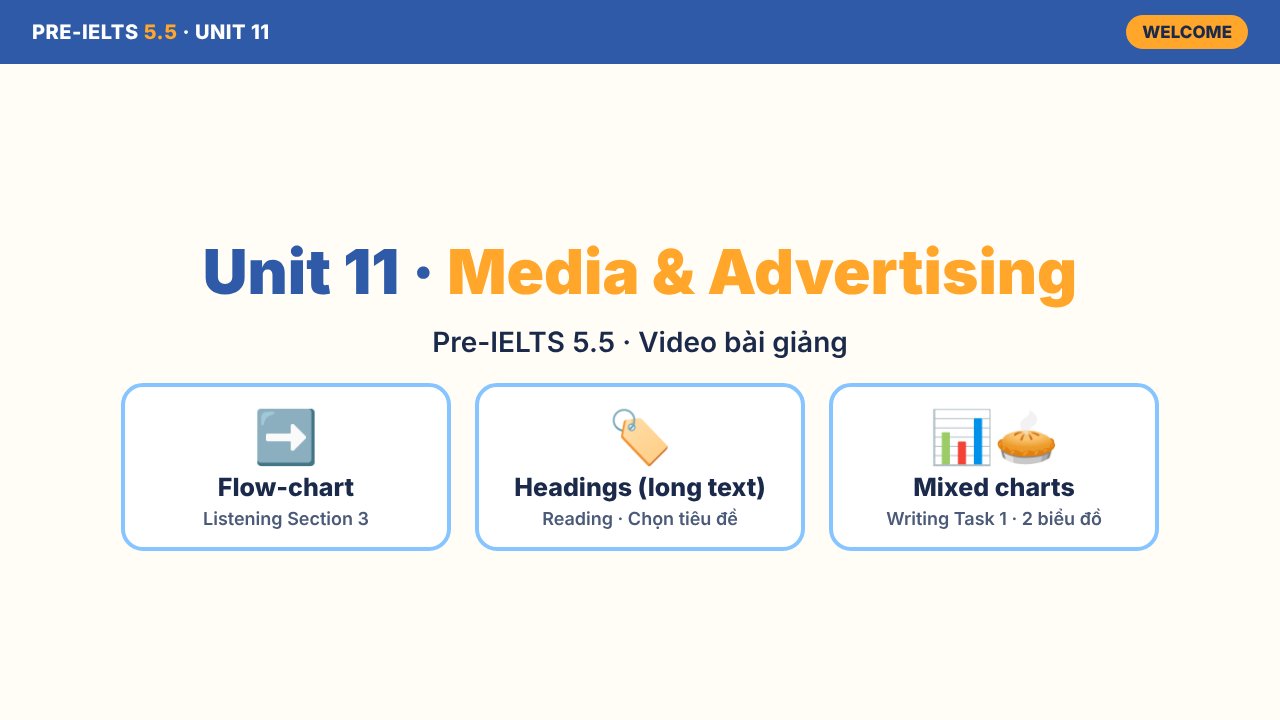 PRE-IELTS 5.5 · UNIT 11
WELCOME
Unit 11 · Media & Advertising
Pre-IELTS 5.5 · Video bài giảng
Flow-chart
Listening Section 3
Headings (long text)
Reading · Chọn tiêu đề
Mixed charts
Writing Task 1 · 2 biểu đồ